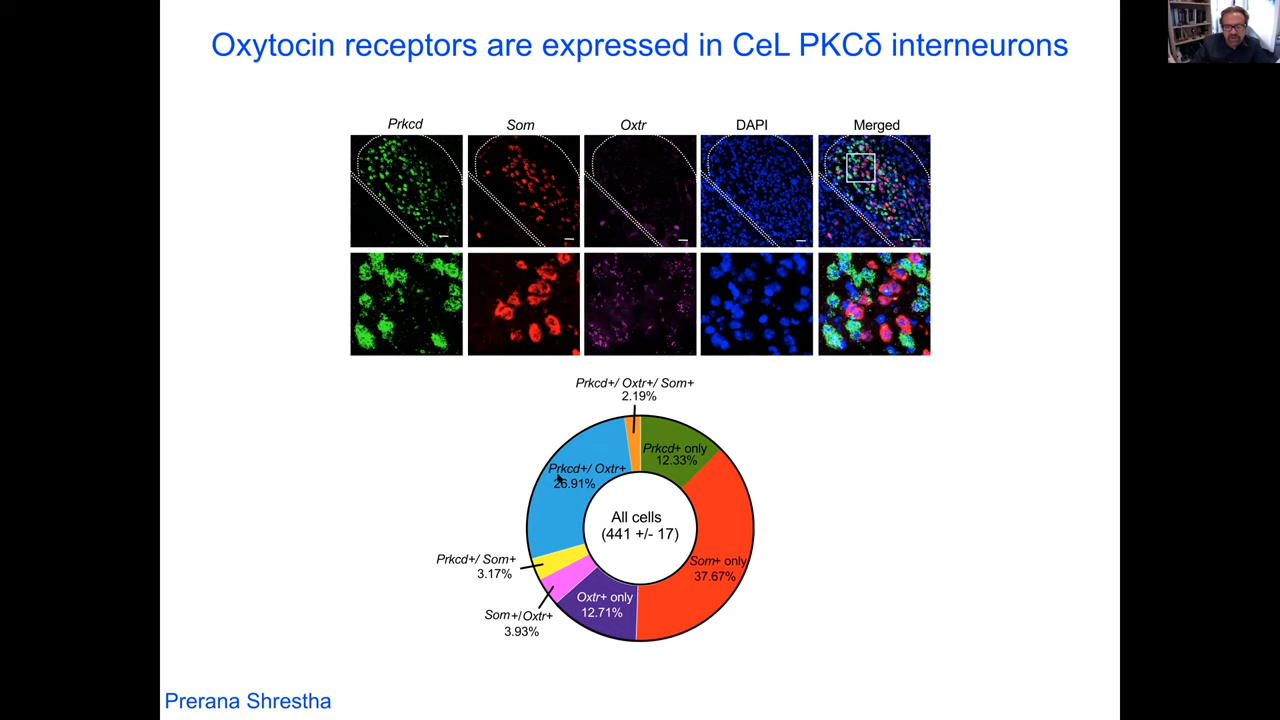 Oxytocin receptors are expressed in CeL PKCδ interneurons
Prkcd
Som
Oxtr
DAPI
Merged
Prkcd+/ Oxtr+/ Som+
2.19%
Prkcd+ only
12.33%
Prkcd+/ Oxtr+
26.91%
All cells
(441 +/- 17)
Prkcd+/ Som+
3.17%
Som+ only
37.67%
Oxtr+ only
12.71%
Som+/Oxtr+
3.93%
Prerana Shrestha